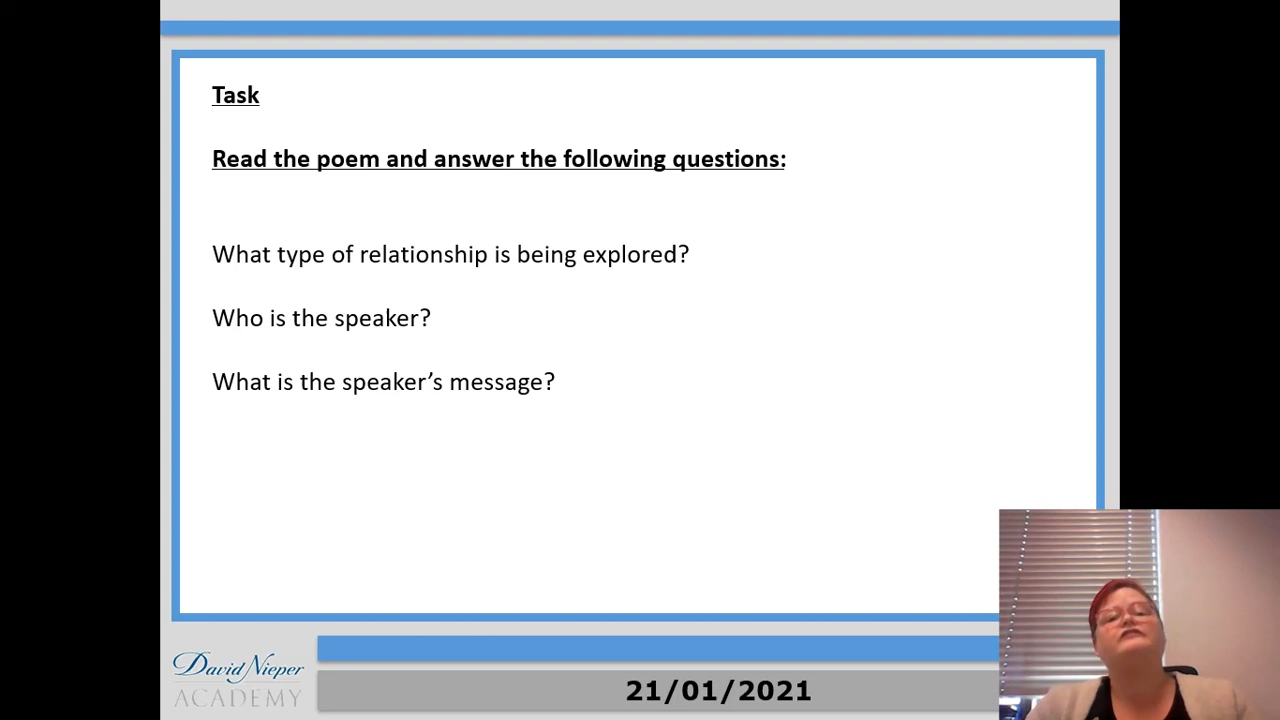 Task
Read the poem and answer the following questions:
What type of relationship is being explored?
Who is the speaker?
What is the speaker’s message?
David Nieper
ACADEMY
21/01/2021